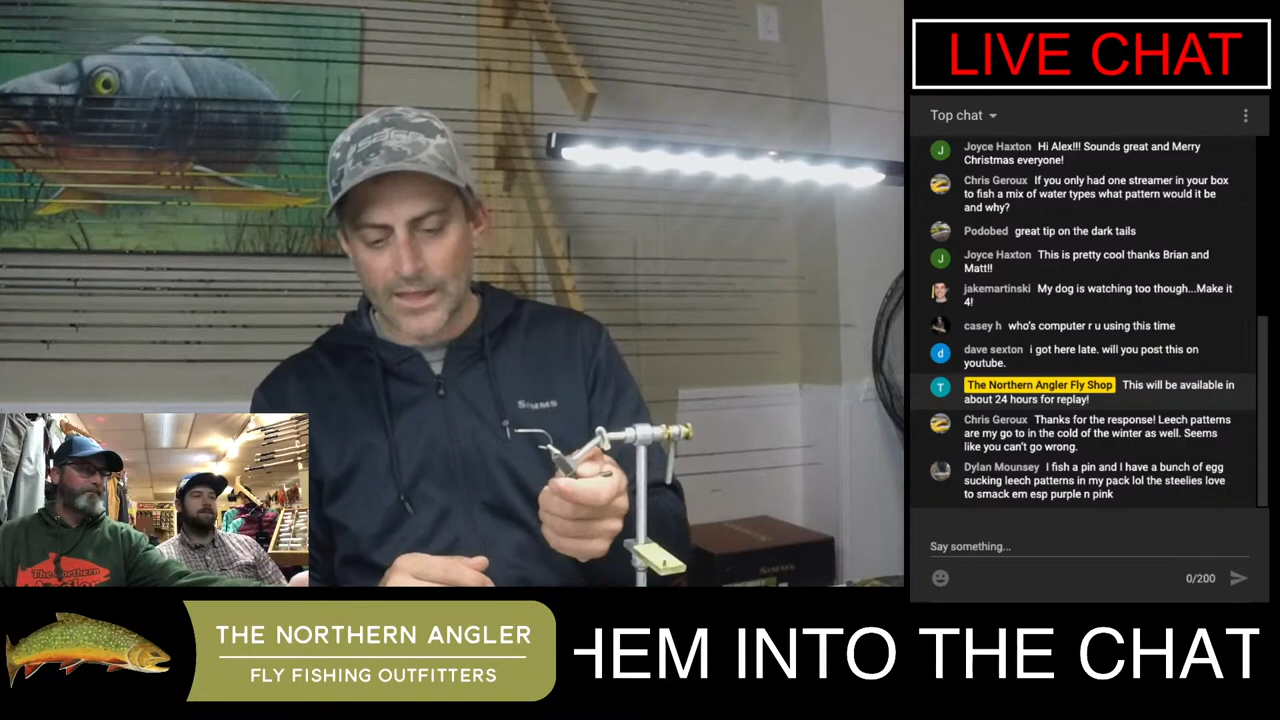 LIVE CHAT
Top chat
J
Joyce Haxton Hi Alex!!! Sounds great and Merry
Christmas everyone!
Chris Geroux If you only had one streamer in your box
to fish a mix of water types what pattern would it be
and why?
Podobed great tip on the dark tails
J
Joyce Haxton This is pretty cool thanks Brian and
Matt!!
jakemartinski My dog is watching too though...Make it
4!
casey h who's computer r u using this time
d
dave sexton i got here late. will you post this on
youtube.
T
The Northern Angler Fly Shop This will be available in
about 24 hours for replay!
Chris Geroux Thanks for the response! Leech patterns
are my go to in the cold of the winter as well. Seems
like you can't go wrong.
Dylan Mounsey I fish a pin and I have a bunch of egg
sucking leech patterns in my pack lol the steelies love
to smack em esp purple n pink
Say something...
0/200
SAGE
SIMMS
SIMMS
The Northern
THE NORTHERN ANGLER
FLY FISHING OUTFITTERS
HEM INTO THE CHAT